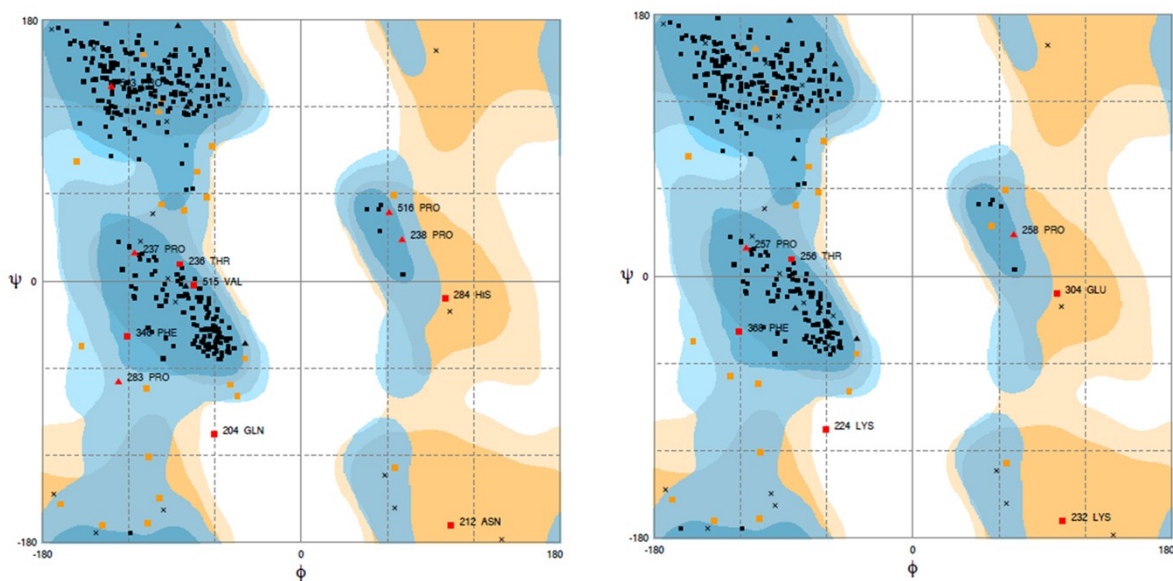 180
516 PRO
238 PRO
237 PRO
236 THR
515 VAL
ψ 0
284 HIS
PHE
283 PRO
204 GLN
212 ASN
-180
-180 0 180
ϕ
180
258 PRO
257 PRO
256 THR
ψ 0
304 GLU
368 PHE
224 LYS
232 LYS
-180
-180 0 180
ϕ